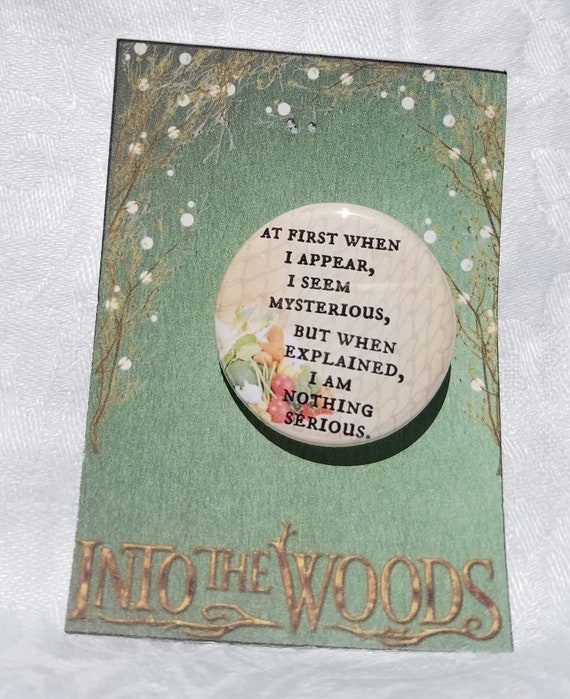 AT FIRST WHEN
I APPEAR,
I SEEM
MYSTERIOUS,
BUT WHEN
EXPLAINED,
I AM
NOTHING
SERIOUS.
INTO THE WOODS